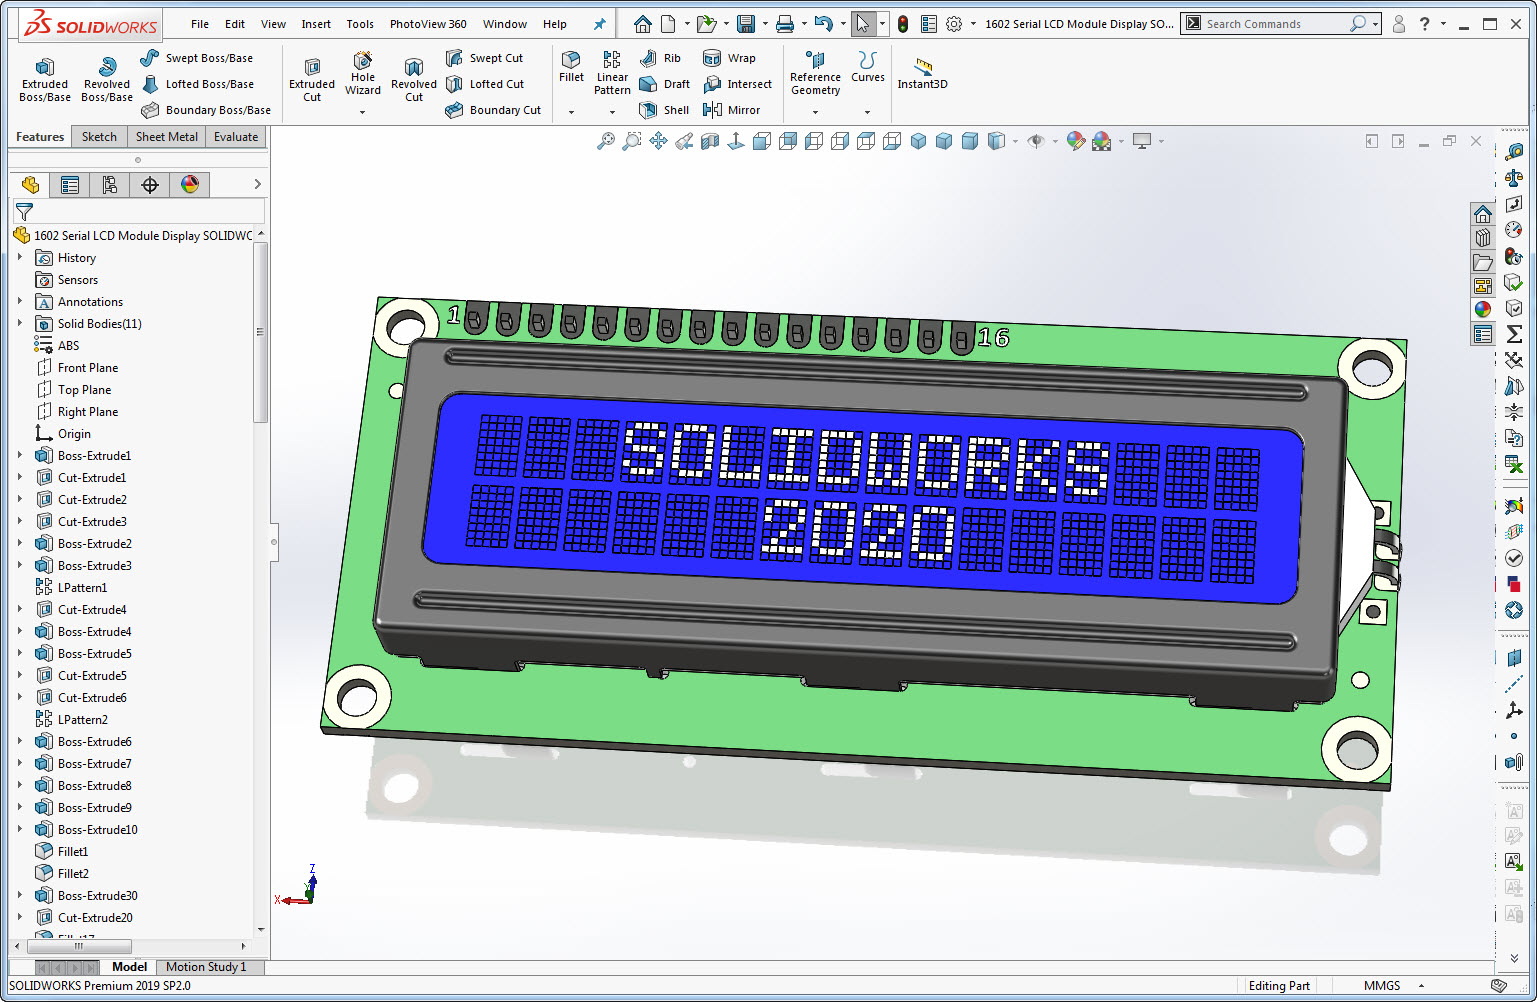 SOLIDWORKS
File Edit View Insert Tools PhotoView 360 Window Help
1602 Serial LCD Module Display SO...
Search Commands
?
Extruded Boss/Base
Revolved Boss/Base
Swept Boss/Base
Lofted Boss/Base
Boundary Boss/Base
Extruded Cut
Hole Wizard
Revolved Cut
Swept Cut
Lofted Cut
Boundary Cut
Fillet
Linear Pattern
Rib
Draft
Shell
Wrap
Intersect
Mirror
Reference Geometry
Curves
Instant3D
Features Sketch Sheet Metal Evaluate
1602 Serial LCD Module Display SOLIDWC
History
Sensors
Annotations
Solid Bodies(11)
ABS
Front Plane
Top Plane
Right Plane
Origin
Boss-Extrude1
Cut-Extrude1
Cut-Extrude2
Cut-Extrude3
Boss-Extrude2
Boss-Extrude3
LPattern1
Cut-Extrude4
Boss-Extrude4
Boss-Extrude5
Cut-Extrude5
Cut-Extrude6
LPattern2
Boss-Extrude6
Boss-Extrude7
Boss-Extrude8
Boss-Extrude9
Boss-Extrude10
Fillet1
Fillet2
Boss-Extrude30
Cut-Extrude20
1 16
SOLIDWORKS
2020
Z
Y
X
Model Motion Study 1
SOLIDWORKS Premium 2019 SP2.0
Editing Part
MMGS